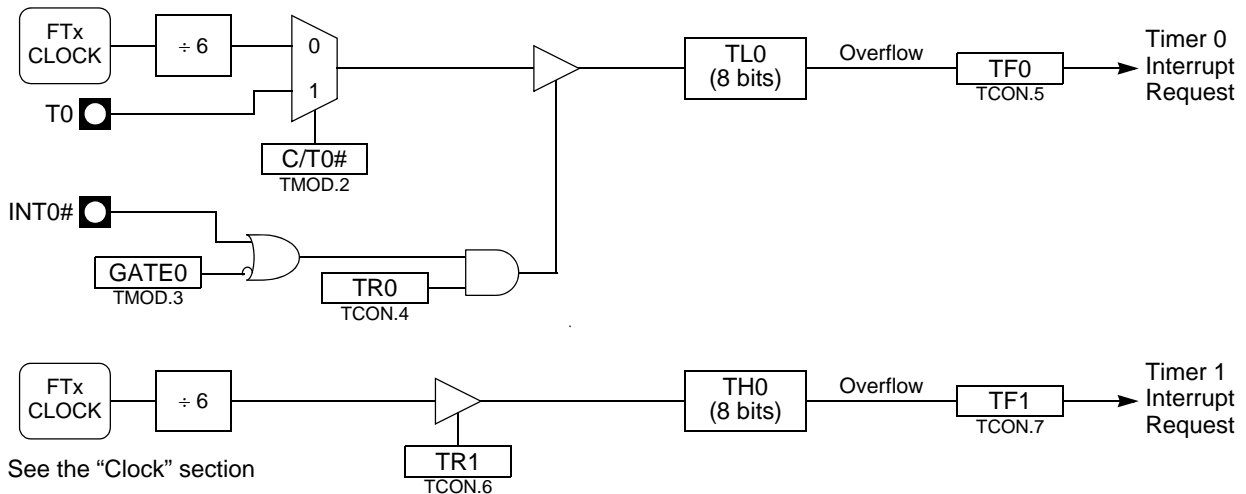 FTx
CLOCK
÷ 6
0
1
T0
C/T0#
TMOD.2
TL0
(8 bits)
Overflow
TF0
TCON.5
Timer 0
Interrupt
Request
INT0#
GATE0
TMOD.3
TR0
TCON.4
FTx
CLOCK
÷ 6
TR1
TCON.6
TH0
(8 bits)
Overflow
TF1
TCON.7
Timer 1
Interrupt
Request
See the “Clock” section